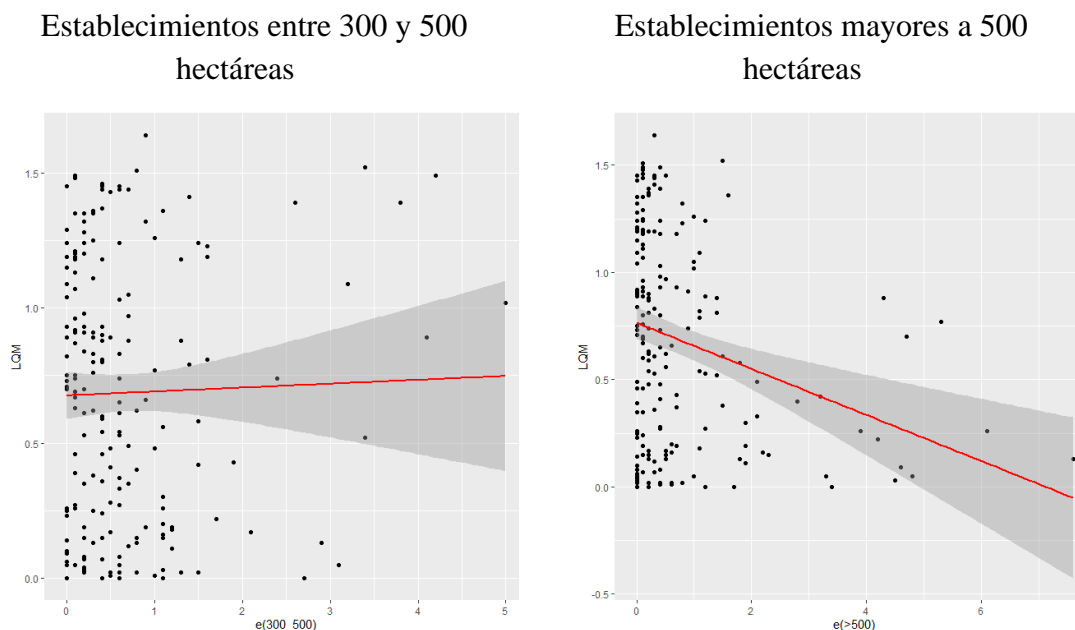 Establecimientos entre 300 y 500
hectáreas
Establecimientos mayores a 500
hectáreas
1.5
1.0
0.5
0.0
LQM
0
1
2
3
4
5
e(300_500)
1.5
1.0
0.5
0.0
-0.5
LQM
0
2
4
6
e(>500)